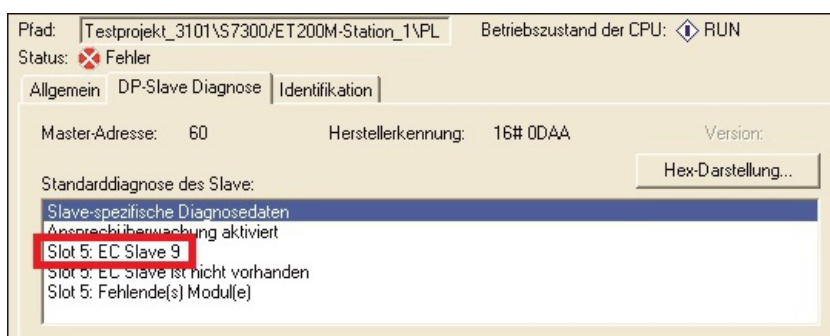 Pfad: Testprojekt_3101\S7300/ET200M-Station_1\PL Betriebszustand der CPU: RUN
Status: Fehler
Allgemein DP-Slave Diagnose Identifikation
Master-Adresse: 60 Herstellerkennung: 16# 0DAA Version:
Hex-Darstellung...
Standarddiagnose des Slave:
Slave-spezifische Diagnosedaten
Ansprechüberwachung aktiviert
Slot 5: EC Slave 9
Slot 5: EC Slave ist nicht vorhanden
Slot 5: Fehlende(s) Modul(e)